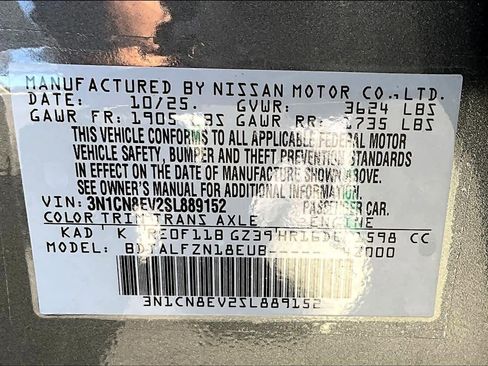 MANUFACTURED BY NISSAN MOTOR CO., LTD.
DATE: 10/25. GVWR: 3624 LBS
GAWR FR: 1905 LBS GAWR RR: 1735 LBS
THIS VEHICLE CONFORMS TO ALL APPLICABLE FEDERAL MOTOR
VEHICLE SAFETY, BUMPER AND THEFT PREVENTION STANDARDS
IN EFFECT ON THE DATE OF MANUFACTURE SHOWN ABOVE.
SEE OWNER'S MANUAL FOR ADDITIONAL INFORMATION.
VIN: 3N1CN8EV2SL889152 PASSENGER CAR.
COLOR TRIM TRANS AXLE ENGINE
KAD K RE0F11B GZ39 HR16DE 1598 CC
MODEL: BDTALFZN18EU8
3N1CN8EV2SL889152